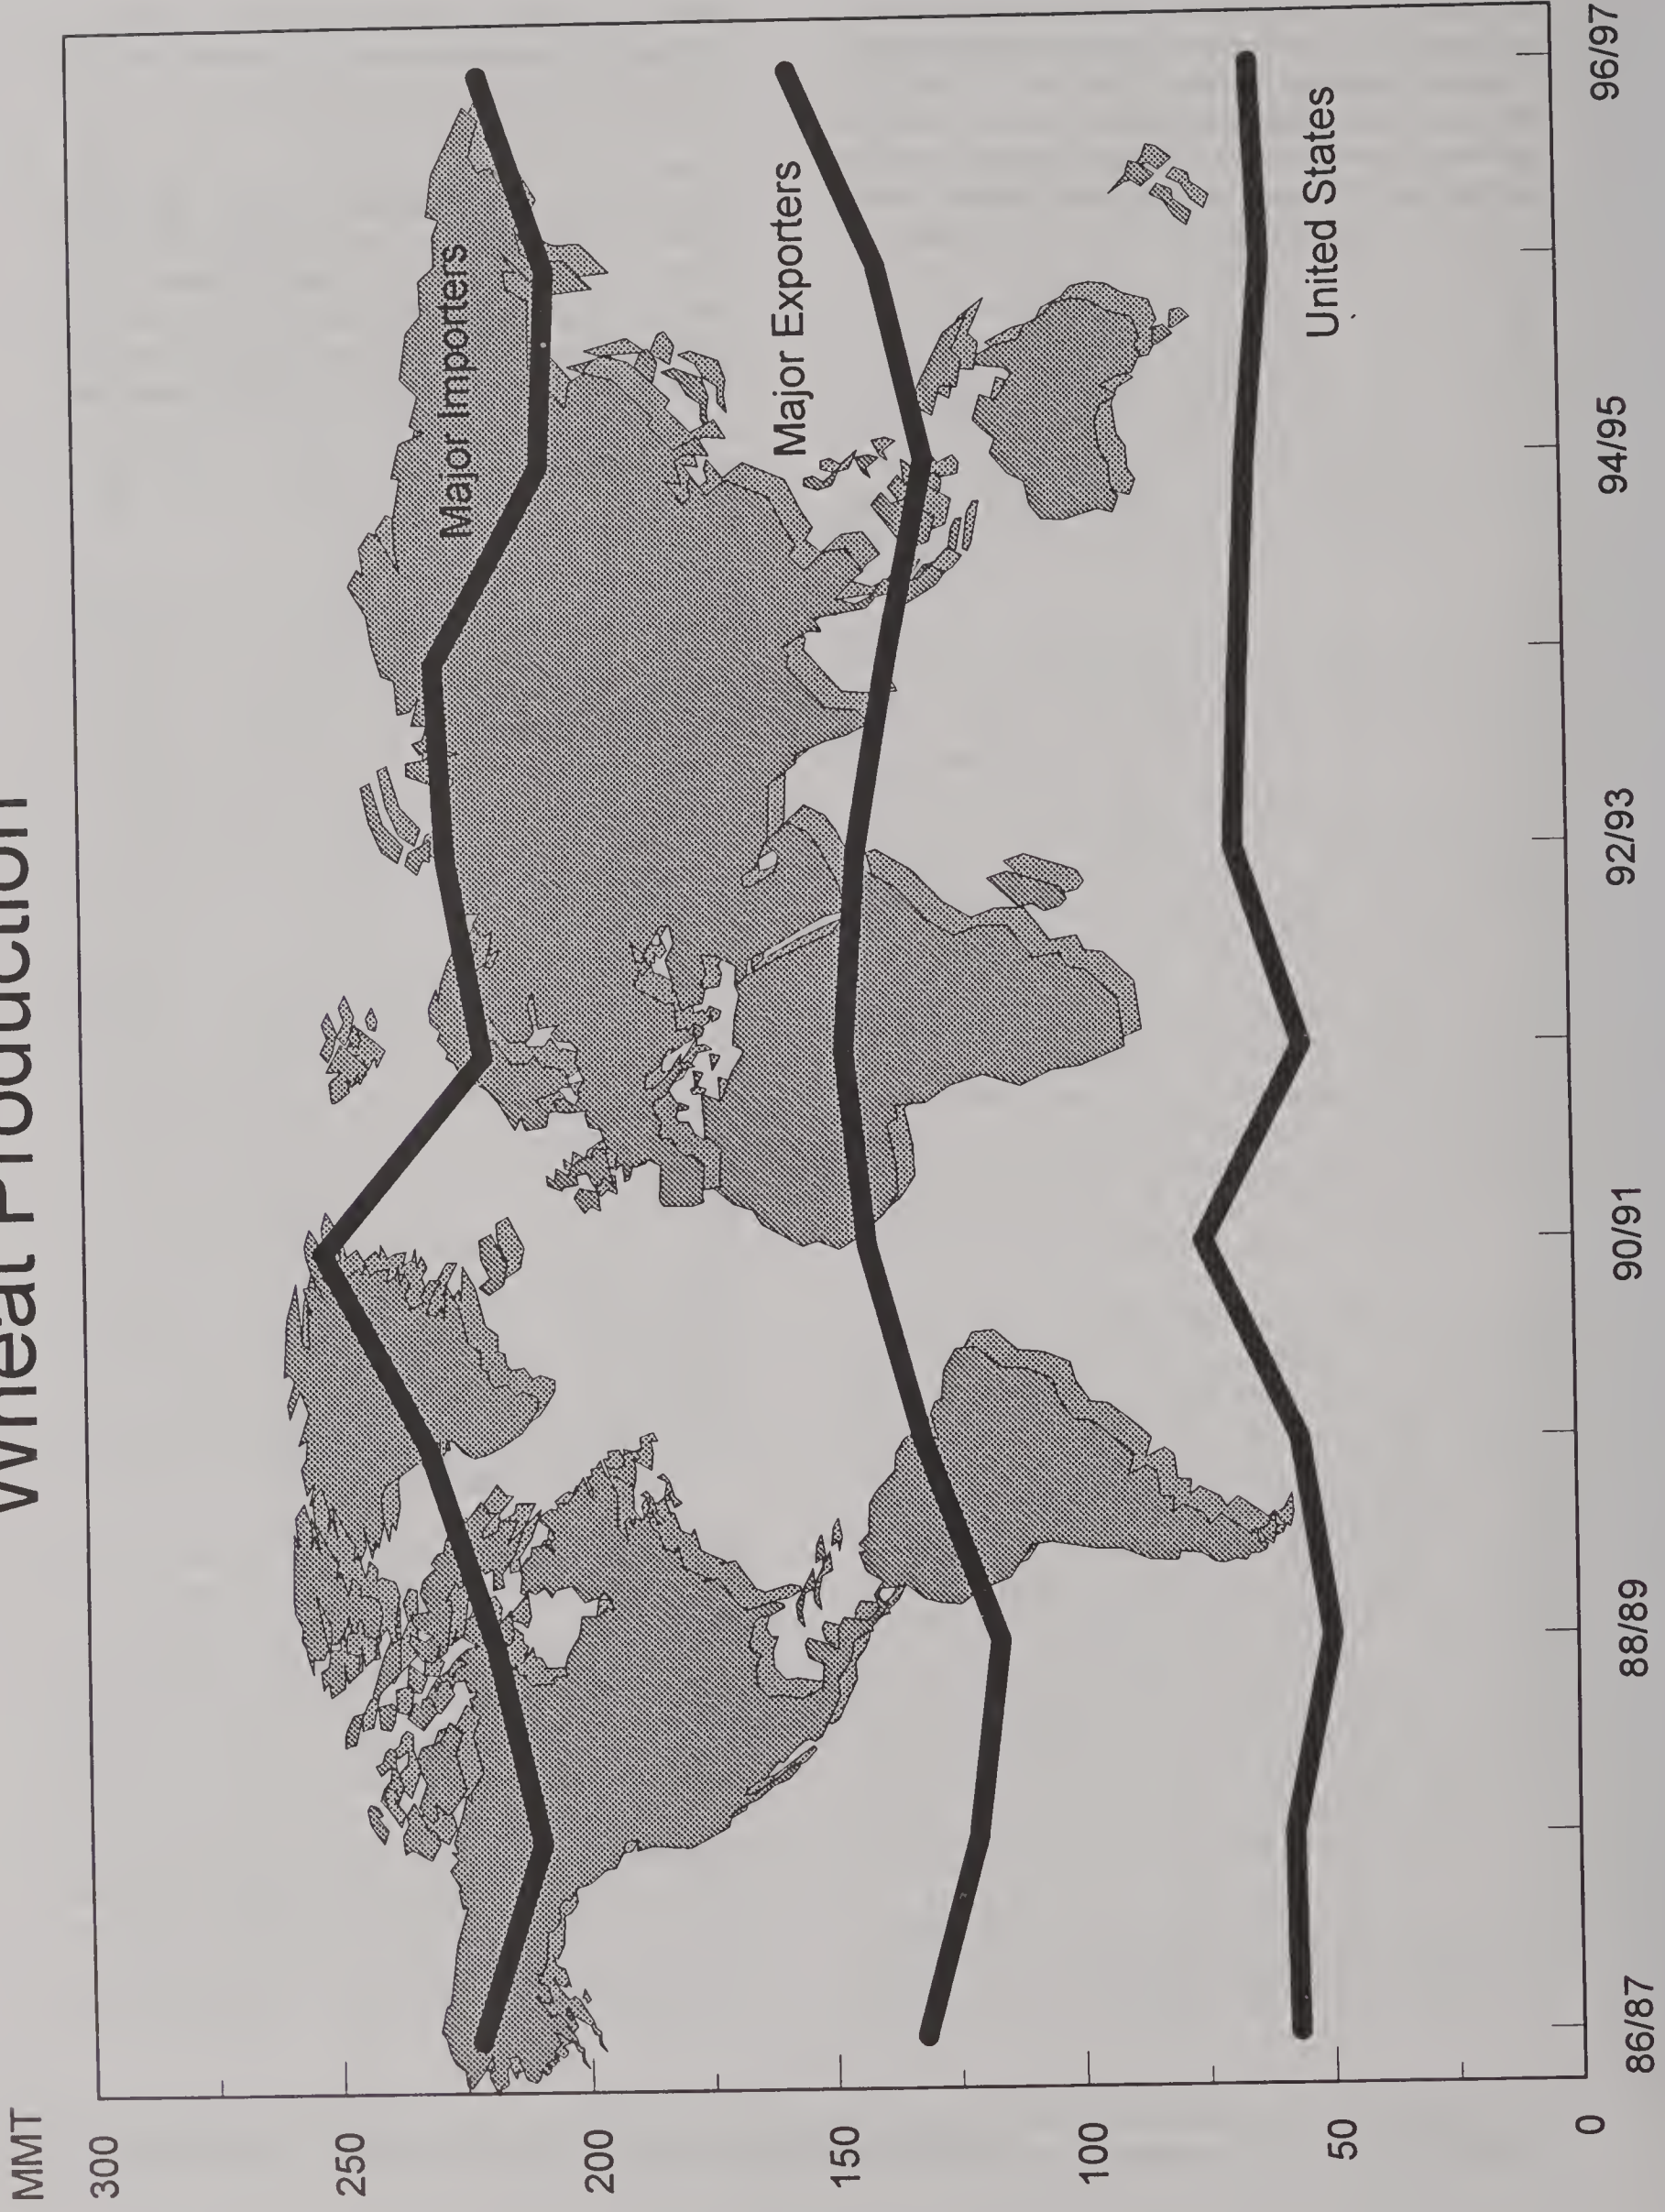 Wheat Production
MMT
300
250
200
150
100
50
0
Major Importers
Major Exporters
United States
86/87
88/89
90/91
92/93
94/95
96/97